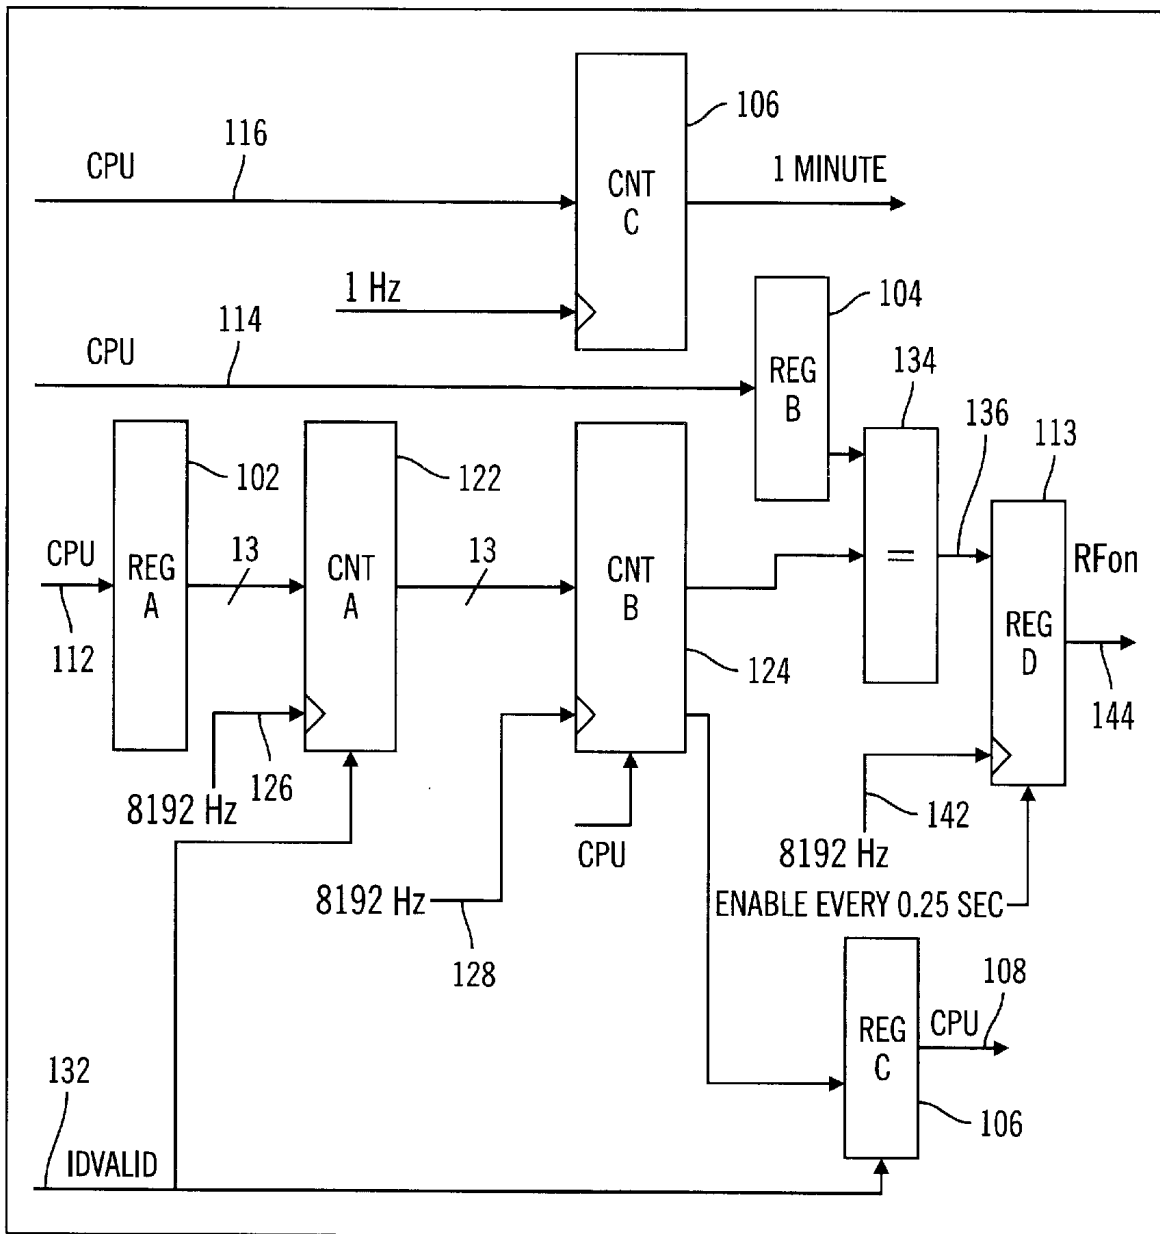 106
116
CPU
1 MINUTE
CNT
C
1 Hz
104
114
CPU
134
REG
B
136
113
102
122
CPU
13
13
RFon
REG
A
CNT
A
CNT
B
=
REG
D
112
124
144
126
8192 Hz
142
CPU
8192 Hz
8192 Hz
ENABLE EVERY 0.25 SEC
128
108
CPU
REG
C
132
106
IDVALID